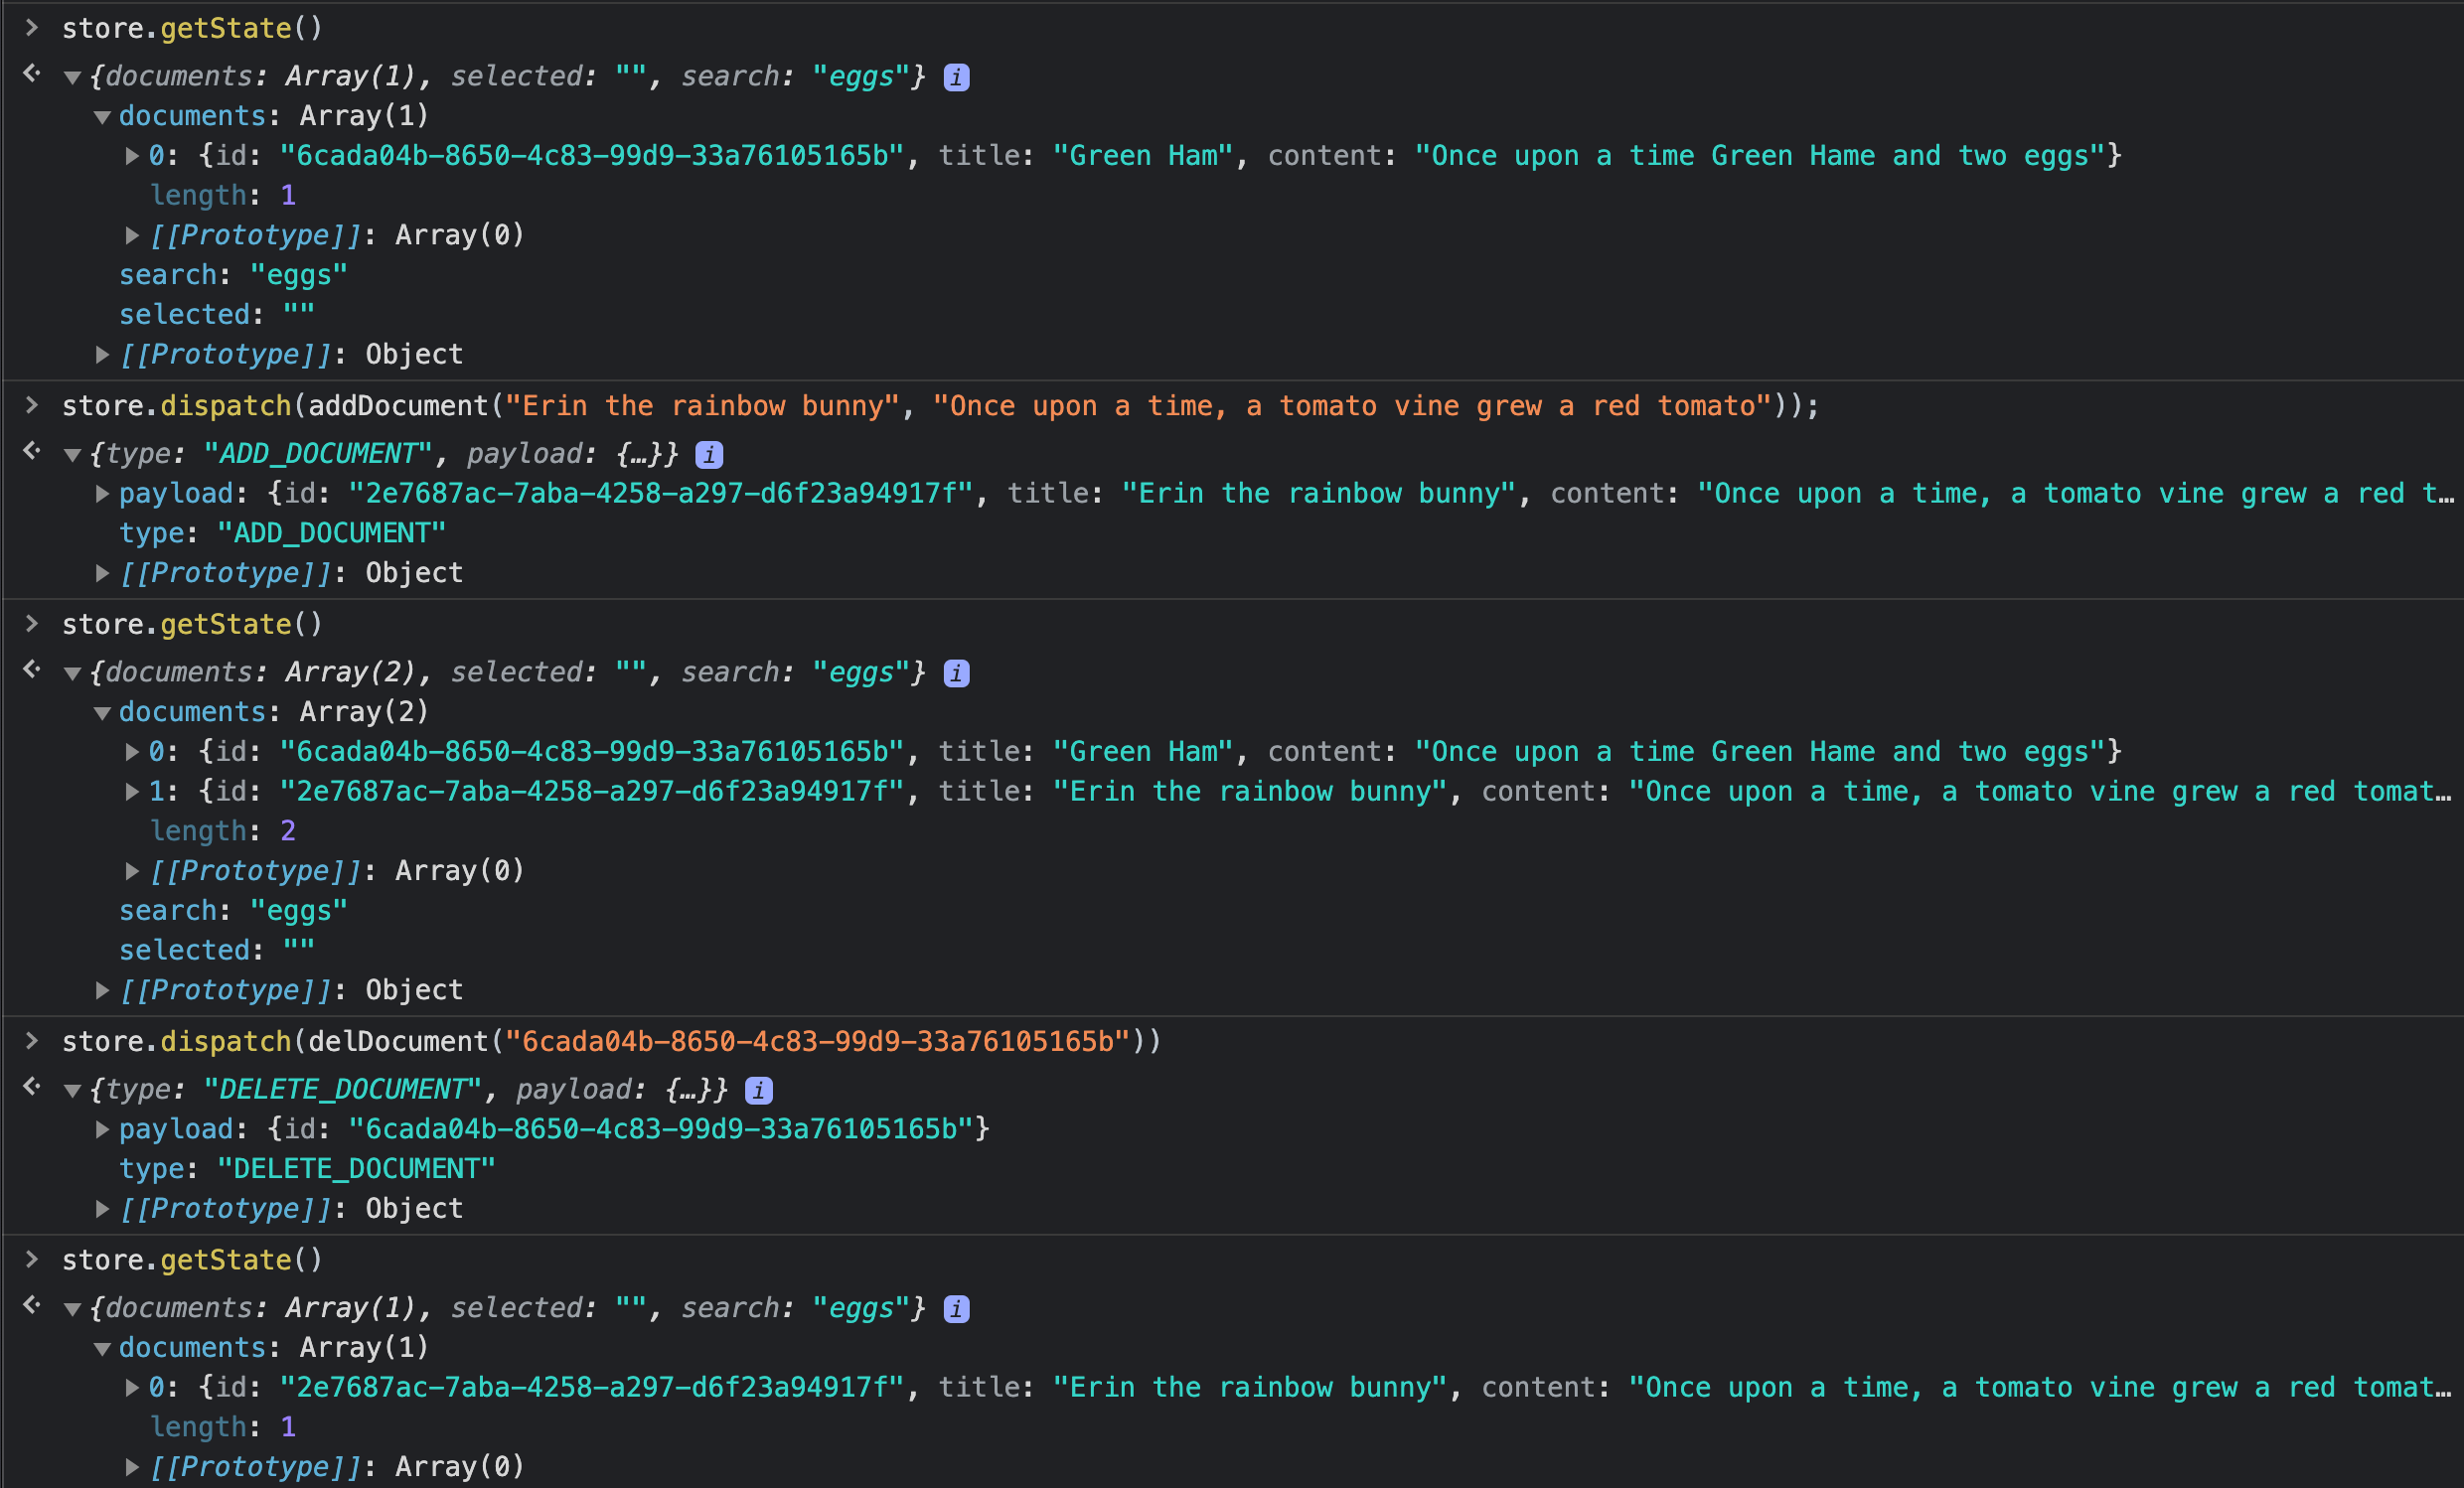 > store.getState()
{documents: Array(1), selected: "", search: "eggs"} i
documents: Array(1)
0: {id: "6cada04b-8650-4c83-99d9-33a76105165b", title: "Green Ham", content: "Once upon a time Green Hame and two eggs"}
length: 1
[[Prototype]]: Array(0)
search: "eggs"
selected: ""
[[Prototype]]: Object
> store.dispatch(addDocument("Erin the rainbow bunny", "Once upon a time, a tomato vine grew a red tomato"));
{type: "ADD_DOCUMENT", payload: {…}} i
payload: {id: "2e7687ac-7aba-4258-a297-d6f23a94917f", title: "Erin the rainbow bunny", content: "Once upon a time, a tomato vine grew a red t…
type: "ADD_DOCUMENT"
[[Prototype]]: Object
> store.getState()
{documents: Array(2), selected: "", search: "eggs"} i
documents: Array(2)
0: {id: "6cada04b-8650-4c83-99d9-33a76105165b", title: "Green Ham", content: "Once upon a time Green Hame and two eggs"}
1: {id: "2e7687ac-7aba-4258-a297-d6f23a94917f", title: "Erin the rainbow bunny", content: "Once upon a time, a tomato vine grew a red tomat…
length: 2
[[Prototype]]: Array(0)
search: "eggs"
selected: ""
[[Prototype]]: Object
> store.dispatch(delDocument("6cada04b-8650-4c83-99d9-33a76105165b"))
{type: "DELETE_DOCUMENT", payload: {…}} i
payload: {id: "6cada04b-8650-4c83-99d9-33a76105165b"}
type: "DELETE_DOCUMENT"
[[Prototype]]: Object
> store.getState()
{documents: Array(1), selected: "", search: "eggs"} i
documents: Array(1)
0: {id: "2e7687ac-7aba-4258-a297-d6f23a94917f", title: "Erin the rainbow bunny", content: "Once upon a time, a tomato vine grew a red tomat…
length: 1
[[Prototype]]: Array(0)